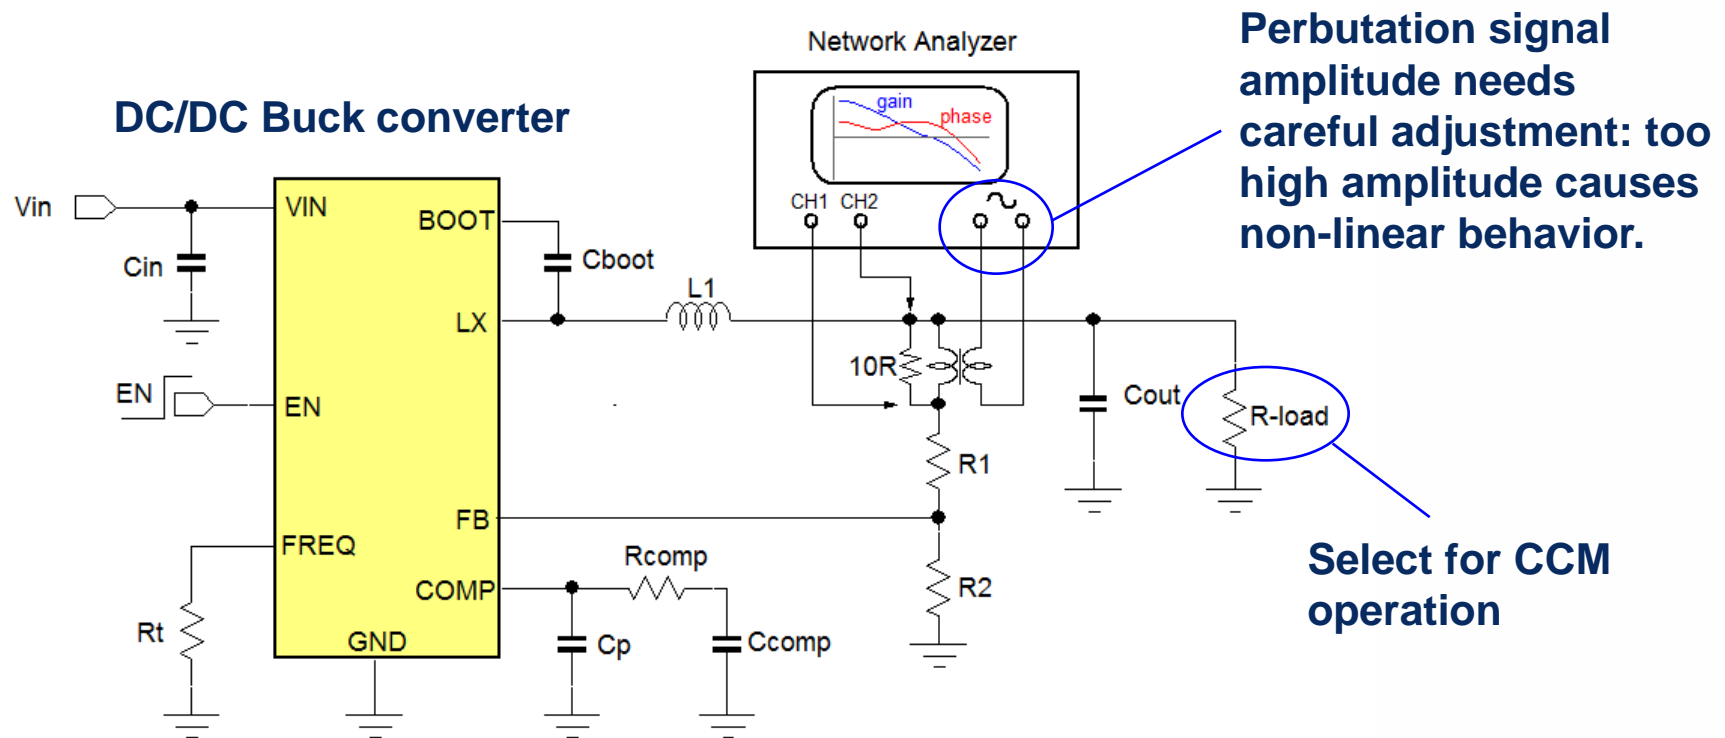 Perbutation signal
amplitude needs
careful adjustment: too
high amplitude causes
non-linear behavior.
Network Analyzer
DC/DC Buck converter
gain
phase
CH1 CH2
Vin
VIN
BOOT
Cin
Cboot
L1
LX
10R
EN
EN
Cout
R-load
R1
FB
FREQ
Rcomp
COMP
R2
Rt
GND
Cp
Ccomp
Select for CCM
operation